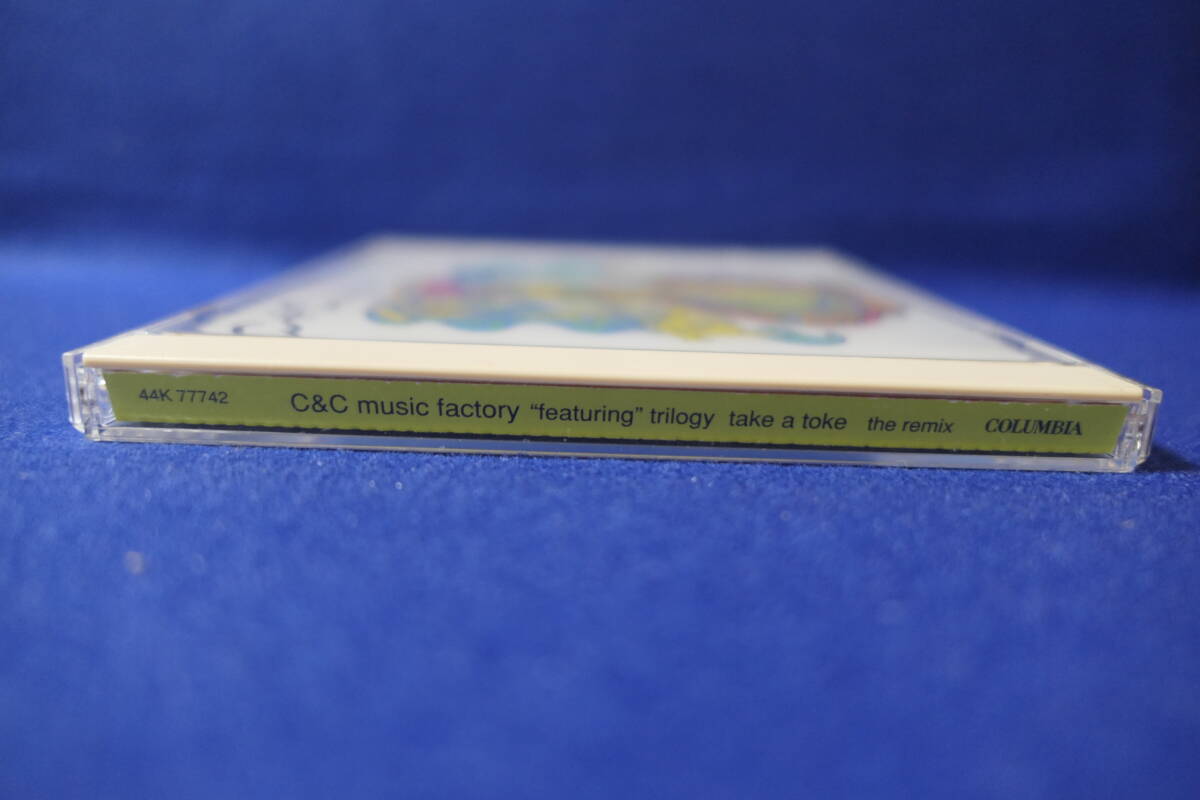 44K 77742 C&C music factory “featuring” trilogy take a toke the remix COLUMBIA